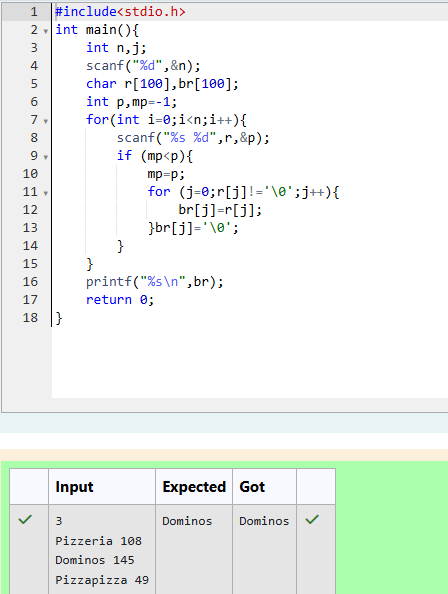 1 #include<stdio.h>
2 int main(){
3     int n,j;
4     scanf("%d",&n);
5     char r[100],br[100];
6     int p,mp=-1;
7     for(int i=0;i<n;i++){
8         scanf("%s %d",r,&p);
9         if (mp<p){
10             mp=p;
11             for (j=0;r[j]!='\0';j++){
12                 br[j]=r[j];
13             }br[j]='\0';
14         }
15     }
16     printf("%s\n",br);
17     return 0;
18 }
Input Expected Got
3 Dominos Dominos
Pizzeria 108
Dominos 145
Pizzapizza 49